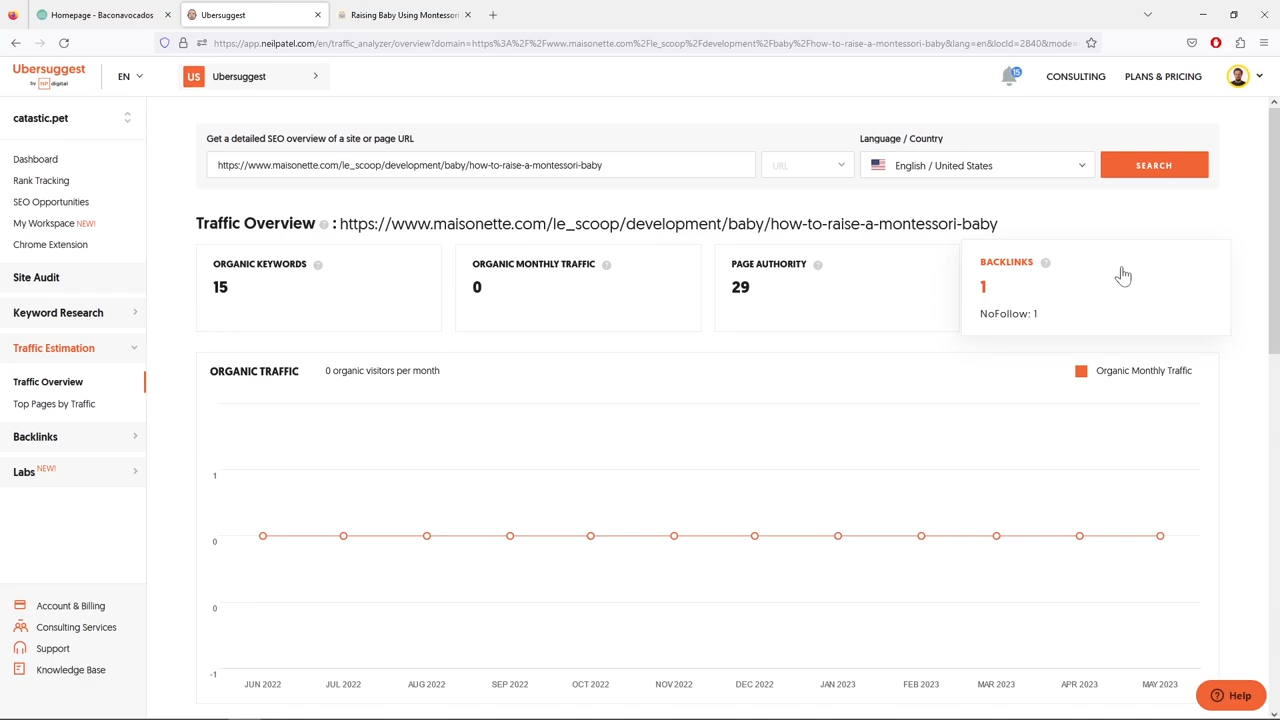 Homepage - Baconavocados
Ubersuggest
Raising Baby Using Montessori
https://app.neilpatel.com/en/traffic_analyzer/overview?domain=https%3A%2F%2Fwww.maisonette.com%2Fle_scoop%2Fdevelopment%2Fbaby%2Fhow-to-raise-a-montessori-baby&lang=en&locId=2840&mode=
Ubersuggest
by NP digital
EN
US Ubersuggest
15
CONSULTING
PLANS & PRICING
catastic.pet
Dashboard
Rank Tracking
SEO Opportunities
My Workspace NEW!
Chrome Extension
Site Audit
Keyword Research
Traffic Estimation
Traffic Overview
Top Pages by Traffic
Backlinks
Labs NEW!
Account & Billing
Consulting Services
Support
Knowledge Base
Get a detailed SEO overview of a site or page URL
Language / Country
https://www.maisonette.com/le_scoop/development/baby/how-to-raise-a-montessori-baby
URL
English / United States
SEARCH
Traffic Overview ? : https://www.maisonette.com/le_scoop/development/baby/how-to-raise-a-montessori-baby
ORGANIC KEYWORDS ?
15
ORGANIC MONTHLY TRAFFIC ?
0
PAGE AUTHORITY ?
29
BACKLINKS ?
1
NoFollow: 1
ORGANIC TRAFFIC 0 organic visitors per month
Organic Monthly Traffic
1
0
0
-1
JUN 2022 JUL 2022 AUG 2022 SEP 2022 OCT 2022 NOV 2022 DEC 2022 JAN 2023 FEB 2023 MAR 2023 APR 2023 MAY 2023
? Help